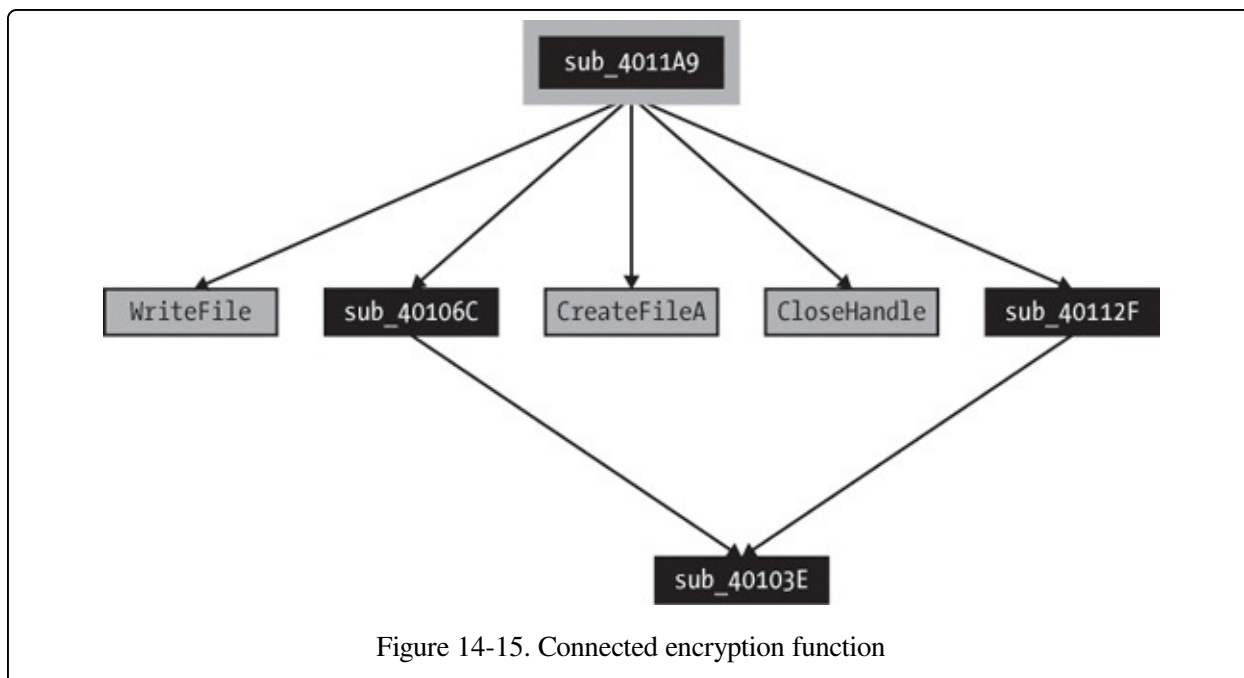 sub_4011A9
WriteFile
sub_40106C
CreateFileA
CloseHandle
sub_40112F
sub_40103E
Figure 14-15. Connected encryption function